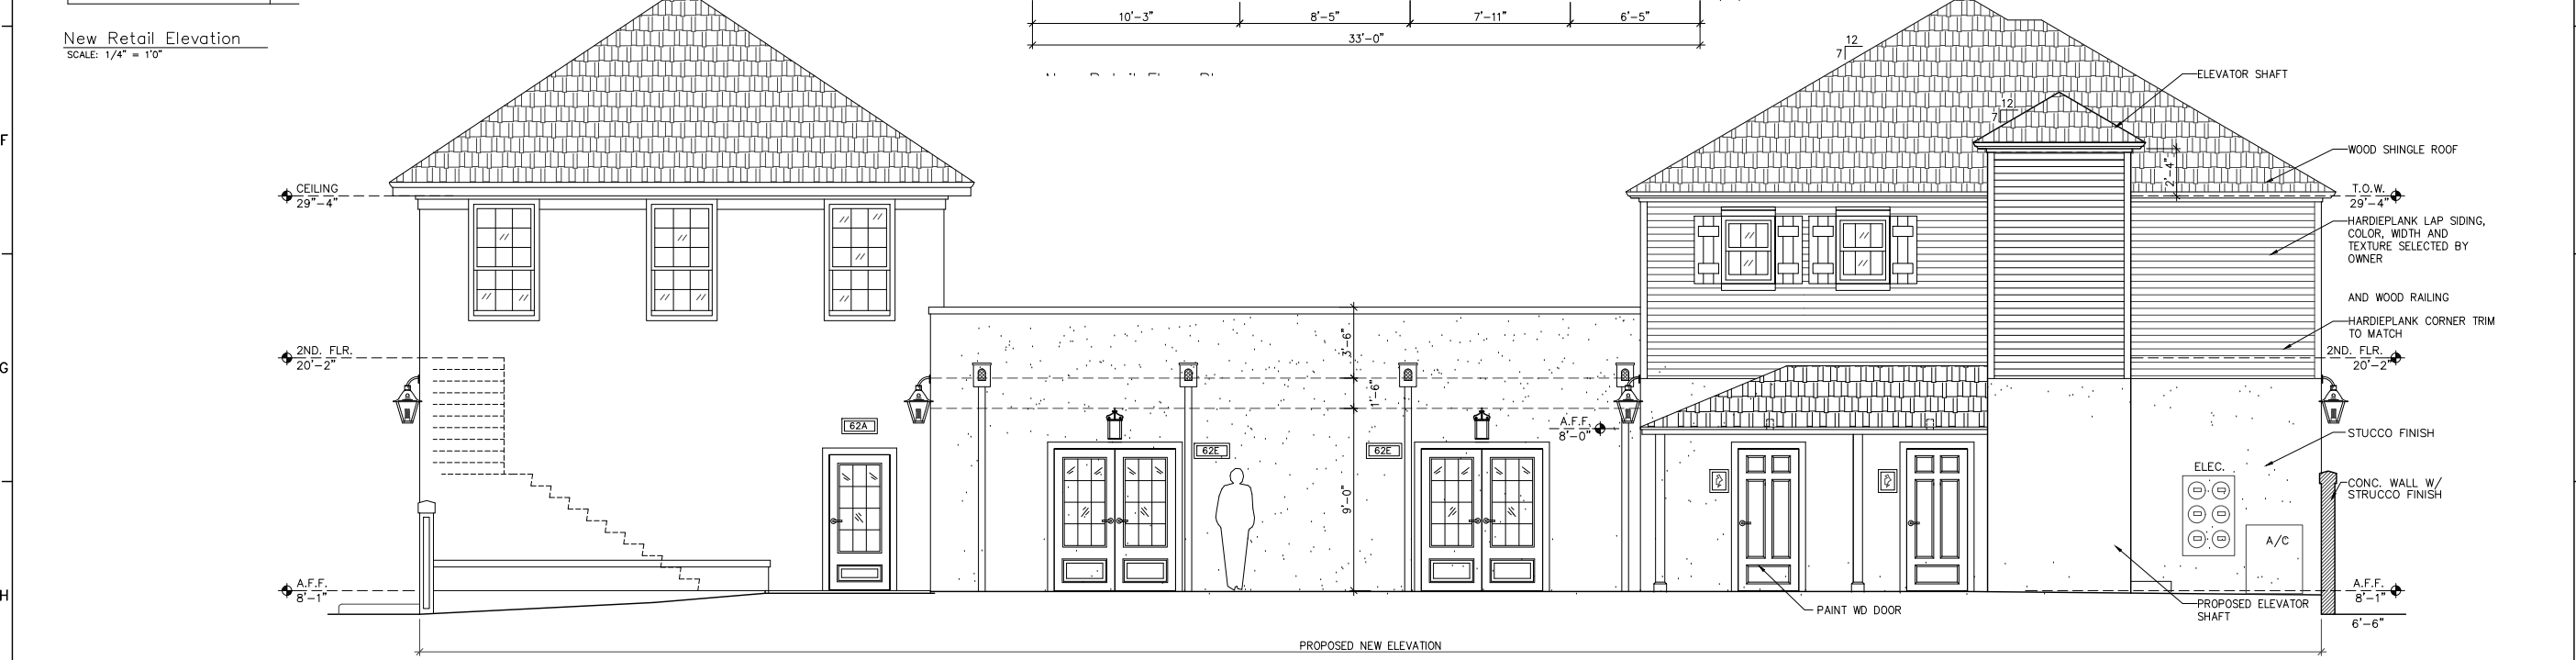 New Retail Elevation
SCALE: 1/4" = 1'0"
10'-3"
8'-5"
7'-11"
6'-5"
33'-0"
F
G
H
CEILING
29"-4"
2ND. FLR.
20'-2"
A.F.F.
8'-1"
62A
62E
62E
3'-6"
1'-6"
9'-0"
A.F.F.
8'-0"
12
7
12
7
2'-4"
ELEVATOR SHAFT
WOOD SHINGLE ROOF
T.O.W.
29'-4"
HARDIEPLANK LAP SIDING,
COLOR, WIDTH AND
TEXTURE SELECTED BY
OWNER
AND WOOD RAILING
HARDIEPLANK CORNER TRIM
TO MATCH
2ND. FLR.
20'-2"
STUCCO FINISH
ELEC.
CONC. WALL W/
STRUCCO FINISH
A/C
A.F.F.
8'-1"
PAINT WD DOOR
PROPOSED ELEVATOR
SHAFT
6'-6"
PROPOSED NEW ELEVATION